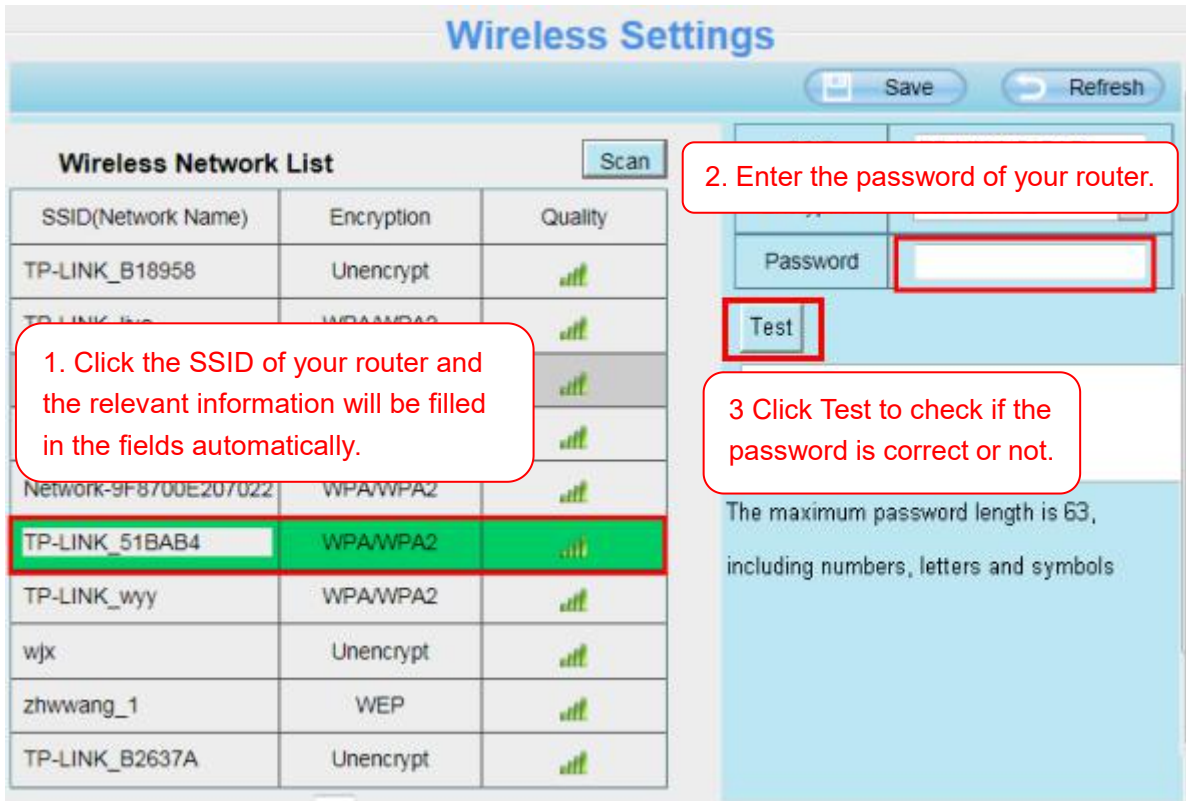 Wireless Settings
Save
Refresh
Wireless Network List
Scan
SSID(Network Name) Encryption Quality
TP-LINK_B18958 Unencrypt
1. Click the SSID of your router and
the relevant information will be filled
in the fields automatically.
Network-9F8700E207022 WPA/WPA2
TP-LINK_51BAB4 WPA/WPA2
TP-LINK_wyy WPA/WPA2
wjx Unencrypt
zhwwang_1 WEP
TP-LINK_B2637A Unencrypt
2. Enter the password of your router.
Password
Test
3 Click Test to check if the
password is correct or not.
The maximum password length is 63,
including numbers, letters and symbols